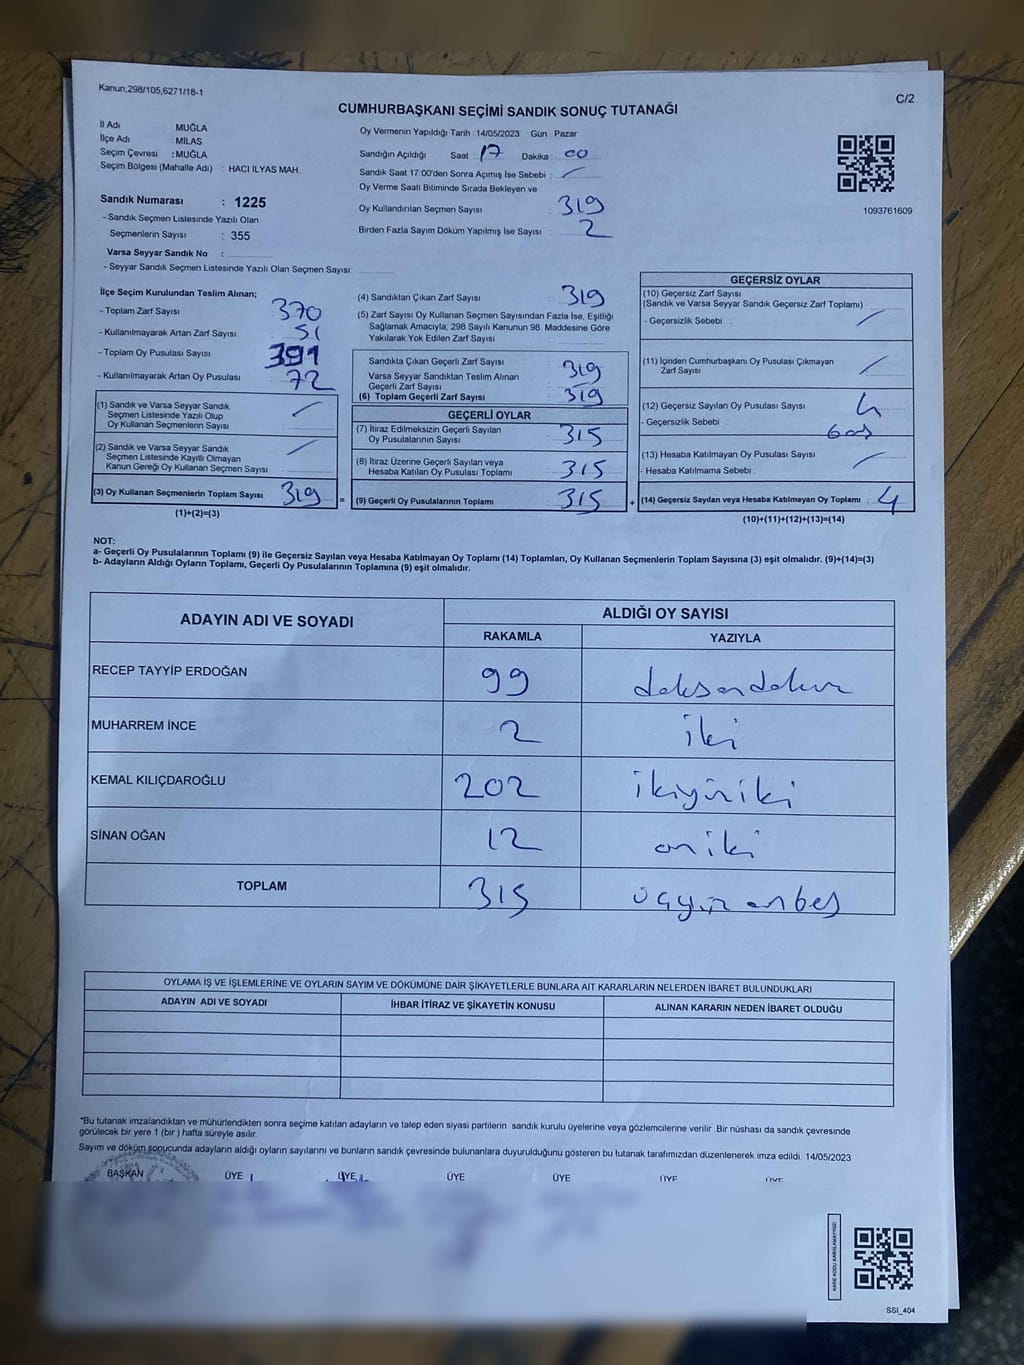 Kanun,298/105,6271/18-1
C/2
CUMHURBAŞKANI SEÇİMİ SANDIK SONUÇ TUTANAĞI
İl Adı : MUĞLA
İlçe Adı : MİLAS
Seçim Çevresi : MUĞLA
Seçim Bölgesi (Mahalle Adı) : HACI İLYAS MAH.
Sandık Numarası : 1225
- Sandık Seçmen Listesinde Yazılı Olan
Seçmenlerin Sayısı : 355
Varsa Seyyar Sandık No :
- Seyyar Sandık Seçmen Listesinde Yazılı Olan Seçmen Sayısı:
Oy Vermenin Yapıldığı Tarih : 14/05/2023 Gün : Pazar
Sandığın Açıldığı Saat : 17 Dakika : 00
Sandık Saat 17:00'den Sonra Açımış İse Sebebi :
Oy Verme Saati Bitiminde Sırada Bekleyen ve
Oy Kullandırılan Seçmen Sayısı : 319
Birden Fazla Sayım Döküm Yapılmış İse Sayısı : 2
1093761609
İlçe Seçim Kurulundan Teslim Alınan;
- Toplam Zarf Sayısı : 370
- Kullanılmayarak Artan Zarf Sayısı : 51
- Toplam Oy Pusulası Sayısı : 391
- Kullanılmayarak Artan Oy Pusulası : 72
(1) Sandık ve Varsa Seyyar Sandık
Seçmen Listesinde Yazılı Olup
Oy Kullanan Seçmenlerin Sayısı :
(2) Sandık ve Varsa Seyyar Sandık
Seçmen Listesinde Kayıtlı Olmayan
Kanun Gereği Oy Kullanan Seçmen Sayısı :
(3) Oy Kullanan Seçmenlerin Toplam Sayısı : 319
(1)+(2)=(3)
=
(4) Sandıktan Çıkan Zarf Sayısı : 319
(5) Zarf Sayısı Oy Kullanan Seçmen Sayısından Fazla İse, Eşitliği
Sağlamak Amacıyla, 298 Sayılı Kanunun 98. Maddesine Göre
Yakılarak Yok Edilen Zarf Sayısı :
Sandıkta Çıkan Geçerli Zarf Sayısı : 319
Varsa Seyyar Sandıktan Teslim Alınan
Geçerli Zarf Sayısı :
(6) Toplam Geçerli Zarf Sayısı : 319
GEÇERLİ OYLAR
(7) İtiraz Edilmeksizin Geçerli Sayılan
Oy Pusulalarının Sayısı : 315
(8) İtiraz Üzerine Geçerli Sayılan veya
Hesaba Katılan Oy Pusulası Toplamı : 315
(9) Geçerli Oy Pusulalarının Toplamı : 315
+
GEÇERSİZ OYLAR
(10) Geçersiz Zarf Sayısı
(Sandık ve Varsa Seyyar Sandık Geçersiz Zarf Toplamı) :
- Geçersizlik Sebebi :
(11) İçinden Cumhurbaşkanı Oy Pusulası Çıkmayan
Zarf Sayısı :
(12) Geçersiz Sayılan Oy Pusulası Sayısı : 4
- Geçersizlik Sebebi : boş
(13) Hesaba Katılmayan Oy Pusulası Sayısı :
- Hesaba Katılmama Sebebi :
(14) Geçersiz Sayılan veya Hesaba Katılmayan Oy Toplamı : 4
(10)+(11)+(12)+(13)=(14)
NOT:
a- Geçerli Oy Pusulalarının Toplamı (9) ile Geçersiz Sayılan veya Hesaba Katılmayan Oy Toplamı (14) Toplamları, Oy Kullanan Seçmenlerin Toplam Sayısına (3) eşit olmalıdır. (9)+(14)=(3)
b- Adayların Aldığı Oyların Toplamı, Geçerli Oy Pusulalarının Toplamına (9) eşit olmalıdır.
ADAYIN ADI VE SOYADI ALDIĞI OY SAYISI
RAKAMLA YAZIYLA
RECEP TAYYİP ERDOĞAN 99 doksandokuz
MUHARREM İNCE 2 iki
KEMAL KILIÇDAROĞLU 202 ikiyüziki
SİNAN OĞAN 12 oniki
TOPLAM 315 üçyüz onbeş
OYLAMA İŞ VE İŞLEMLERİNE VE OYLARIN SAYIM VE DÖKÜMÜNE DAİR ŞİKAYETLERLE BUNLARA AİT KARARLARIN NELERDEN İBARET BULUNDUKLARI
ADAYIN ADI VE SOYADI İHBAR İTİRAZ VE ŞİKAYETİN KONUSU ALINAN KARARIN NEDEN İBARET OLDUĞU
"Bu tutanak imzalandıktan ve mühürlendikten sonra seçime katılan adayların ve talep eden siyasi partilerin sandık kurulu üyelerine veya gözlemcilerine verilir .Bir nüshası da sandık çevresinde
görülecek bir yere 1 (bir ) hafta süreyle asılır.
Sayım ve döküm sonucunda adayların aldığı oyların sayılarını ve bunların sandık çevresinde bulunanlara duyurulduğunu gösteren bu tutanak tarafımızdan düzenlenerek imza edildi. 14/05/2023
BAŞKAN ÜYE ÜYE ÜYE ÜYE ÜYE ÜYE
KARE KODU KARALAMAYINIZ!
SSI_404